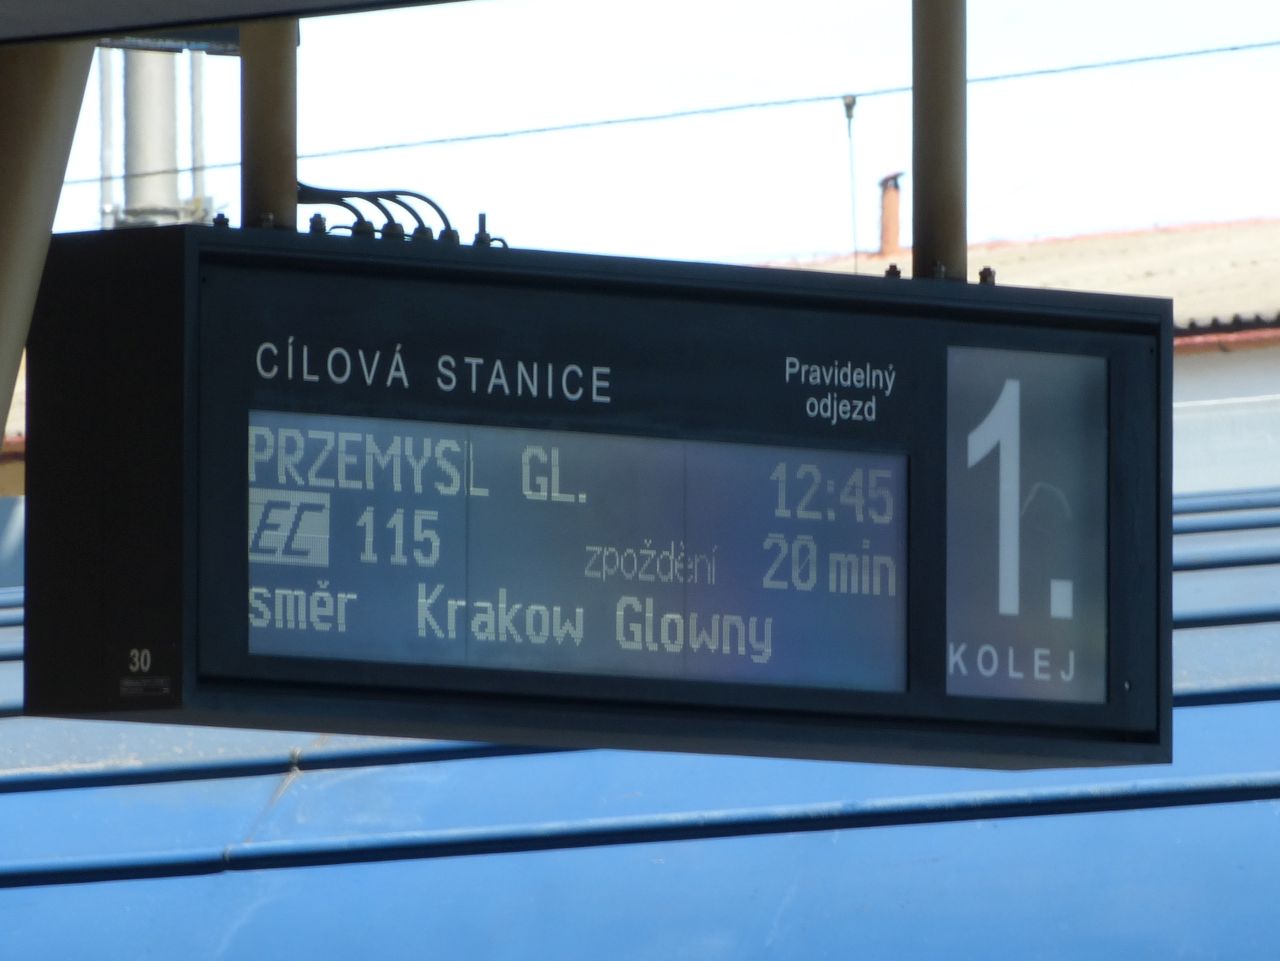 CÍLOVÁ STANICE
Pravidelný
odjezd
PRZEMYSL GL. 12:45
EC 115 zpoždění 20 min
směr Krakow Glowny
1.
KOLEJ
30